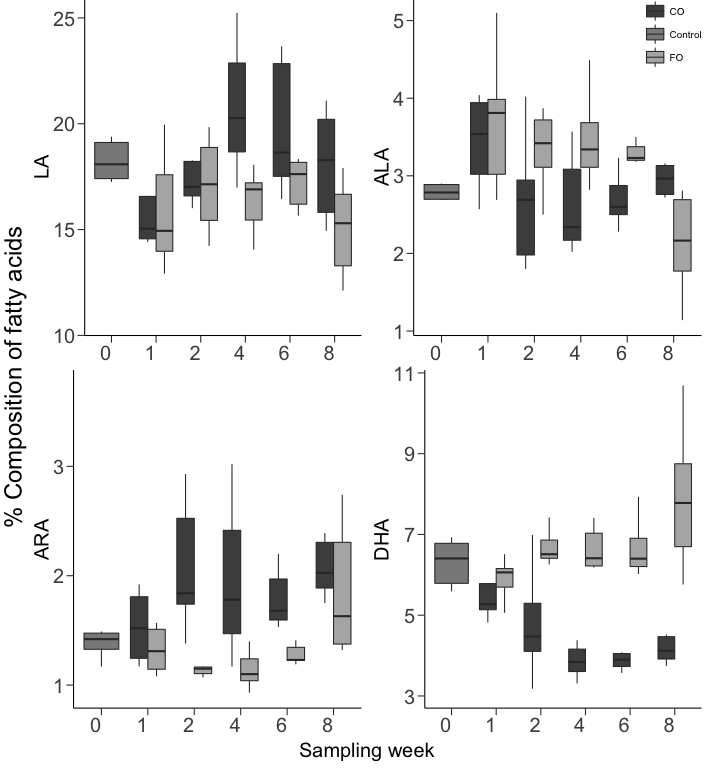 CO
Control
FO
25
20
15
10
LA
0 1 2 4 6 8
5
4
3
2
1
ALA
0 1 2 4 6 8
% Composition of fatty acids
3
2
1
ARA
0 1 2 4 6 8
11
9
7
5
3
DHA
0 1 2 4 6 8
Sampling week